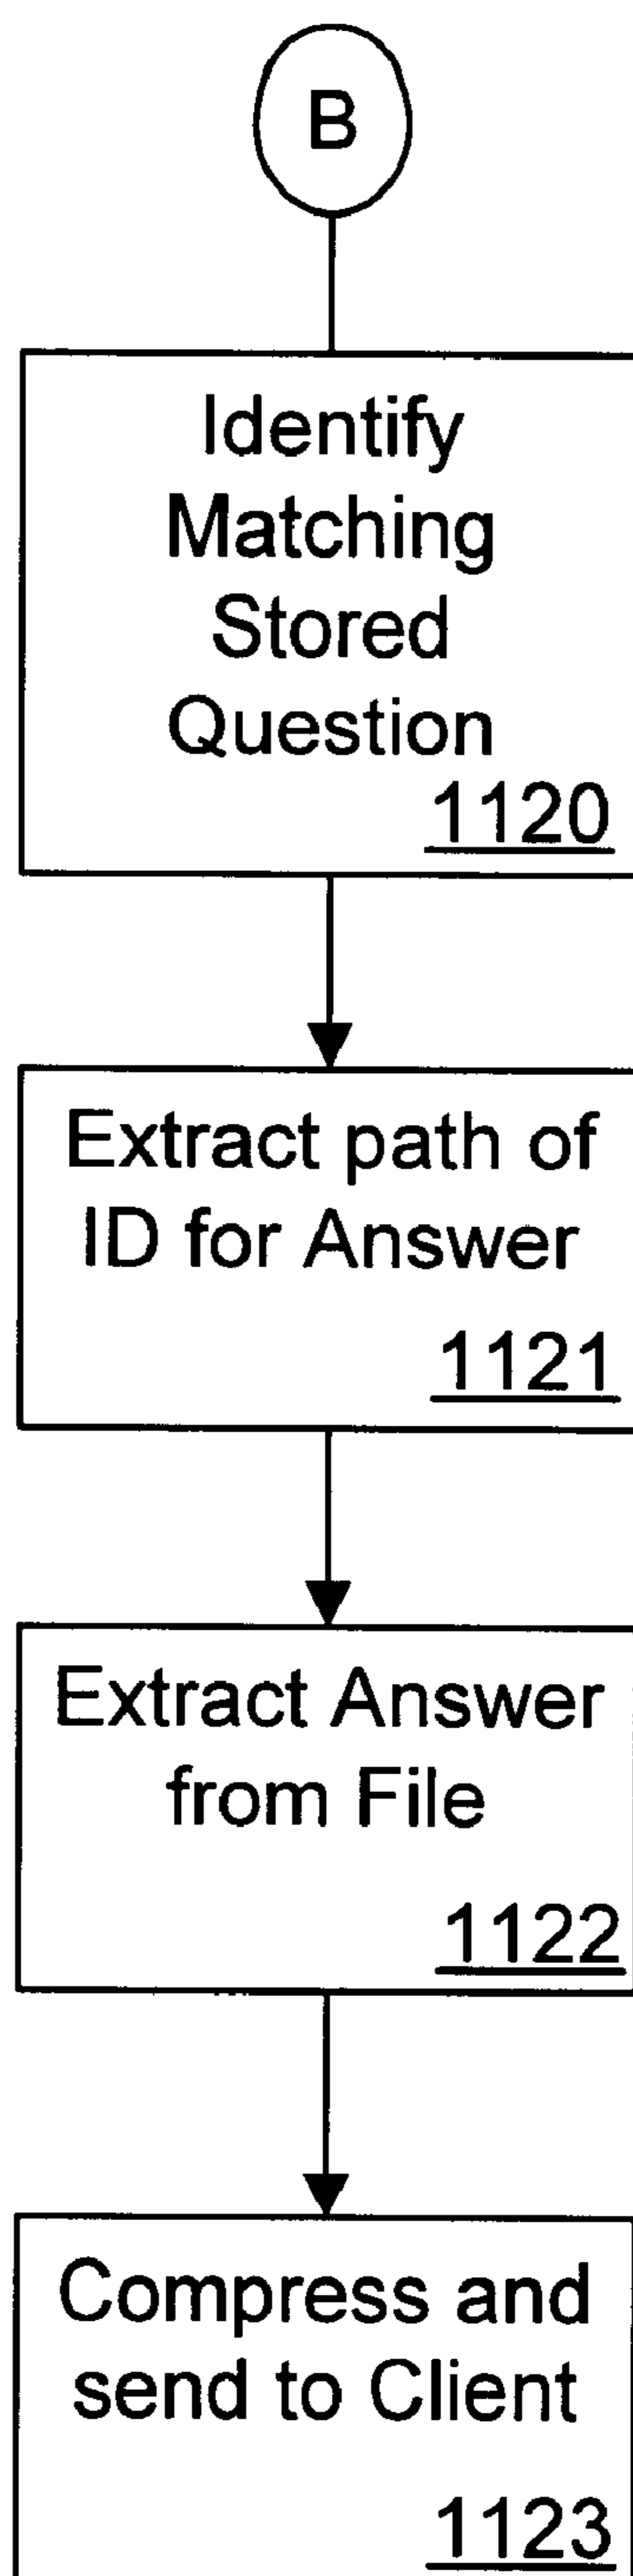 B
Identify
Matching
Stored
Question
1120
Extract path of
ID for Answer
1121
Extract Answer
from File
1122
Compress and
send to Client
1123